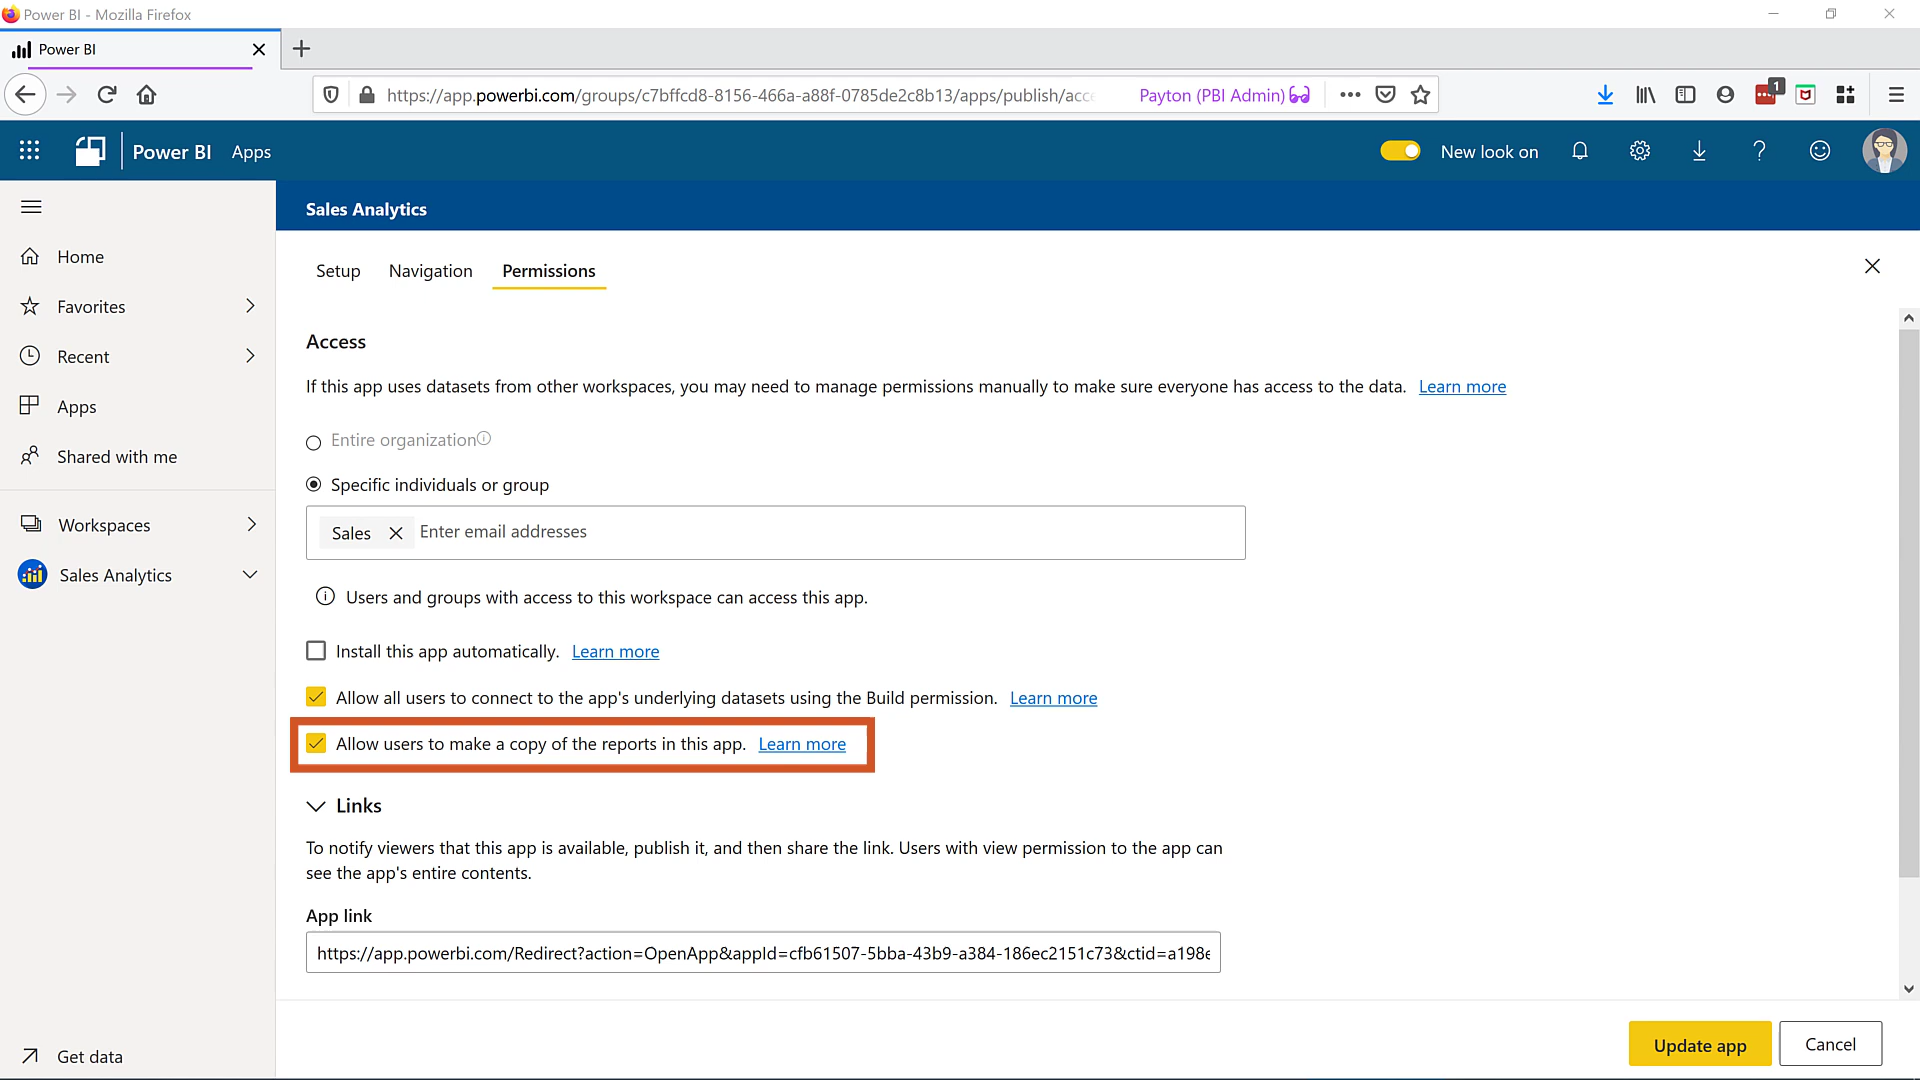 Power BI - Mozilla Firefox
Power BI
https://app.powerbi.com/groups/c7bffcd8-8156-466a-a88f-0785de2c8b13/apps/publish/acce
Payton (PBI Admin)
1
Power BI
Apps
New look on
Sales Analytics
Home
Favorites
Recent
Apps
Shared with me
Workspaces
Sales Analytics
Get data
Setup
Navigation
Permissions
Access
If this app uses datasets from other workspaces, you may need to manage permissions manually to make sure everyone has access to the data. Learn more
Entire organization
Specific individuals or group
Sales
Enter email addresses
Users and groups with access to this workspace can access this app.
Install this app automatically. Learn more
Allow all users to connect to the app's underlying datasets using the Build permission. Learn more
Allow users to make a copy of the reports in this app. Learn more
Links
To notify viewers that this app is available, publish it, and then share the link. Users with view permission to the app can
see the app's entire contents.
App link
https://app.powerbi.com/Redirect?action=OpenApp&appId=cfb61507-5bba-43b9-a384-186ec2151c73&ctid=a198e
Update app
Cancel